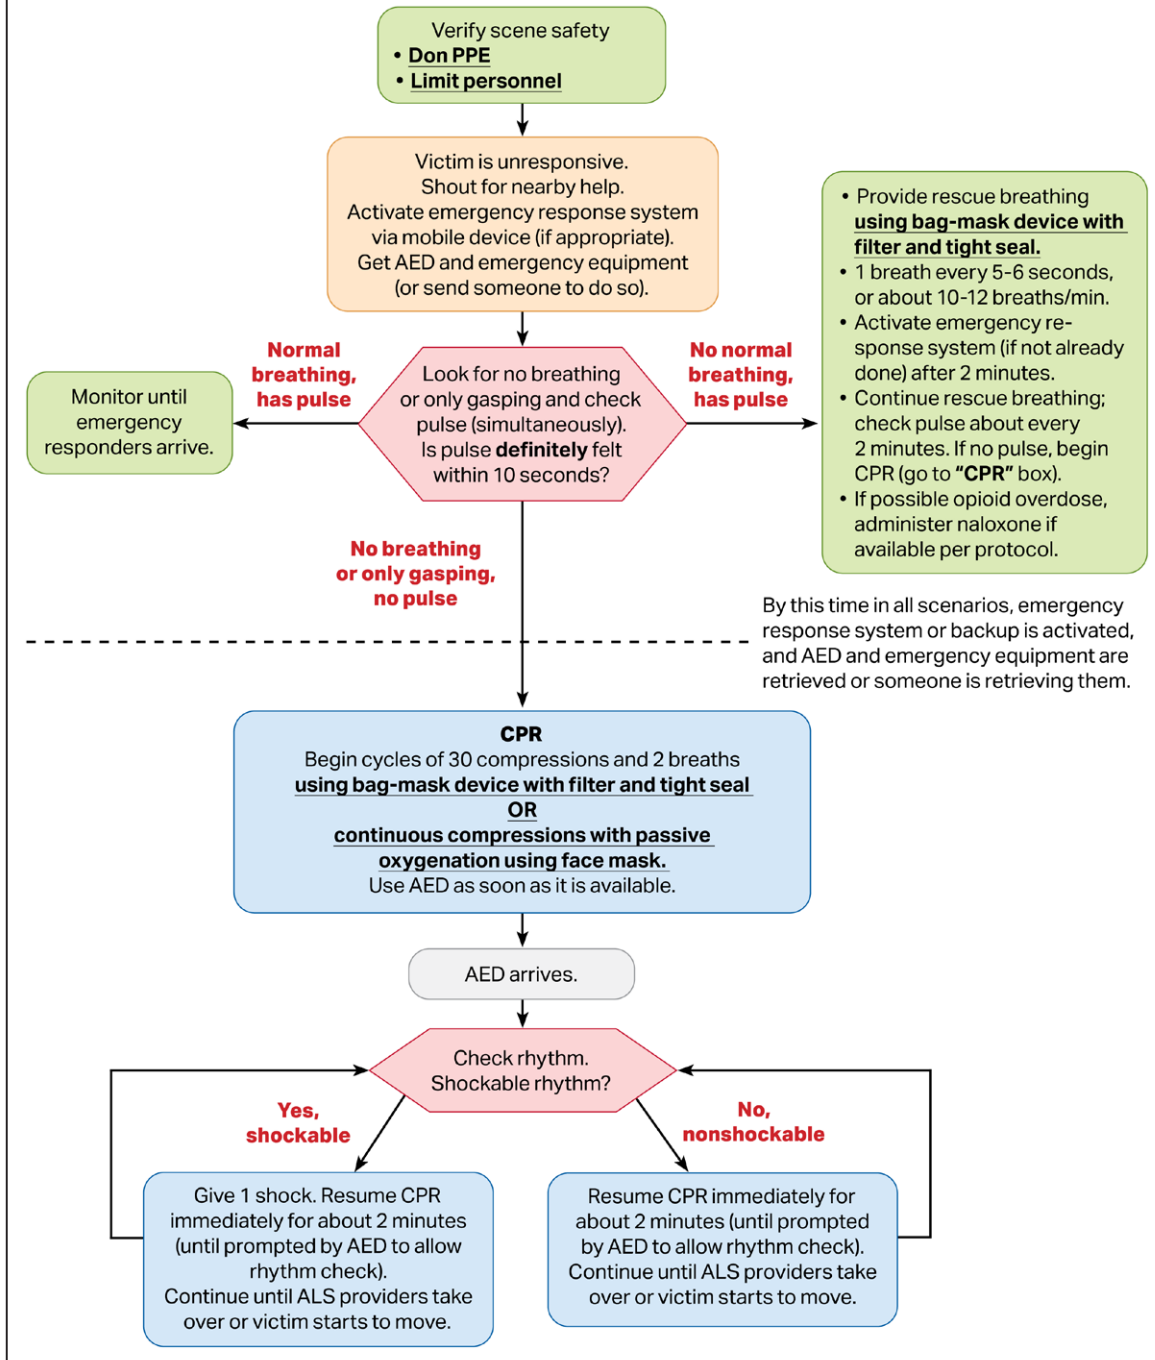 Verify scene safety
• Don PPE
• Limit personnel
Victim is unresponsive.
Shout for nearby help.
Activate emergency response system
via mobile device (if appropriate).
Get AED and emergency equipment
(or send someone to do so).
Normal
breathing,
has pulse
Monitor until
emergency
responders arrive.
Look for no breathing
or only gasping and check
pulse (simultaneously).
Is pulse definitely felt
within 10 seconds?
No normal
breathing,
has pulse
• Provide rescue breathing
using bag-mask device with
filter and tight seal.
• 1 breath every 5-6 seconds,
or about 10-12 breaths/min.
• Activate emergency re-
sponse system (if not already
done) after 2 minutes.
• Continue rescue breathing;
check pulse about every
2 minutes. If no pulse, begin
CPR (go to “CPR” box).
• If possible opioid overdose,
administer naloxone if
available per protocol.
No breathing
or only gasping,
no pulse
By this time in all scenarios, emergency
response system or backup is activated,
and AED and emergency equipment are
retrieved or someone is retrieving them.
CPR
Begin cycles of 30 compressions and 2 breaths
using bag-mask device with filter and tight seal
OR
continuous compressions with passive
oxygenation using face mask.
Use AED as soon as it is available.
AED arrives.
Check rhythm.
Shockable rhythm?
Yes,
shockable
No,
nonshockable
Give 1 shock. Resume CPR
immediately for about 2 minutes
(until prompted by AED to allow
rhythm check).
Continue until ALS providers take
over or victim starts to move.
Resume CPR immediately for
about 2 minutes (until prompted
by AED to allow rhythm check).
Continue until ALS providers take
over or victim starts to move.